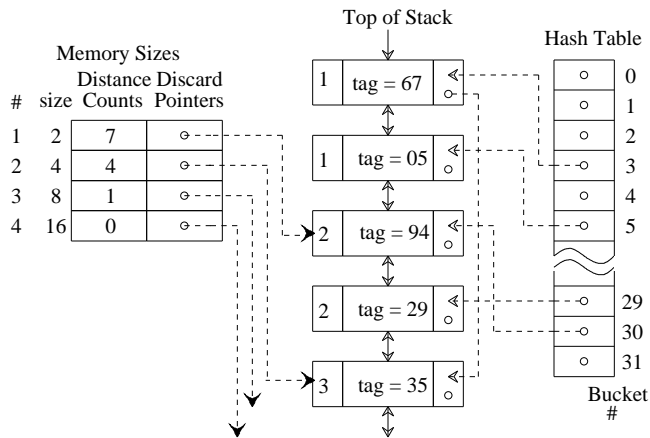 Top of Stack
Memory Sizes
Hash Table
Distance Discard
# size Counts Pointers
1 2 7
2 4 4
3 8 1
4 16 0
1 tag = 67
1 tag = 05
2 tag = 94
2 tag = 29
3 tag = 35
0
1
2
3
4
5
29
30
31
Bucket
#